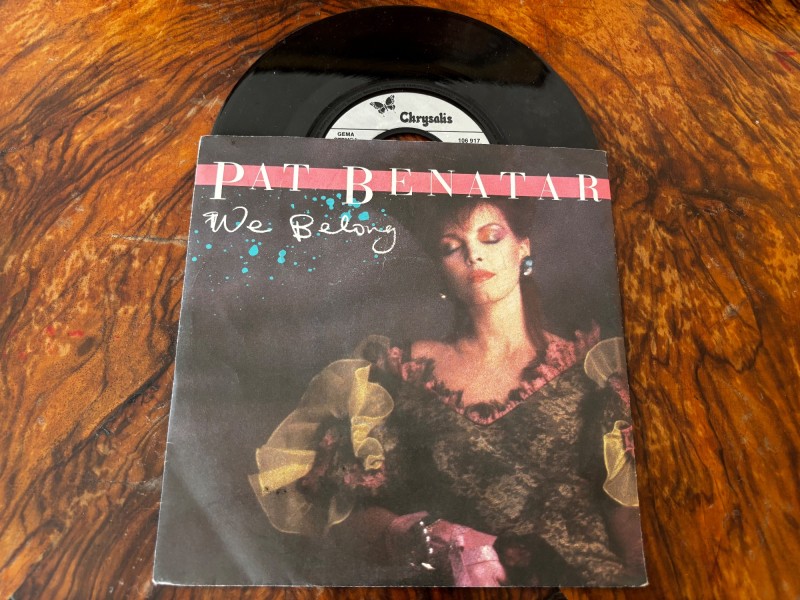 Chrysalis
GEMA
106 917
PAT BENATAR
We Belong